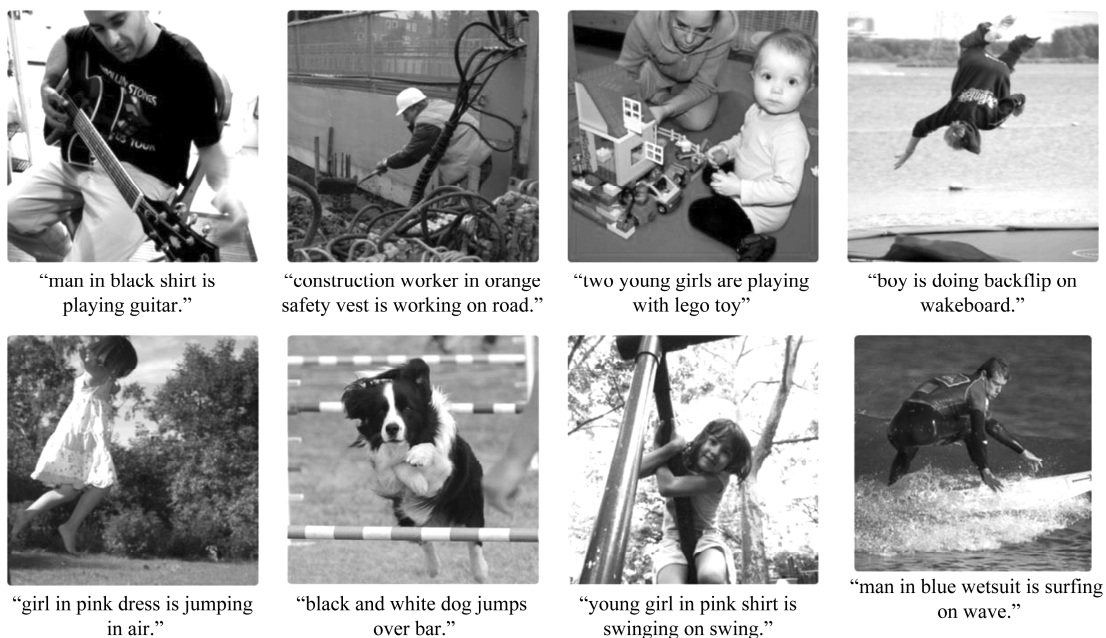 “man in black shirt is
playing guitar.”
“construction worker in orange
safety vest is working on road.”
“two young girls are playing
with lego toy”
“boy is doing backflip on
wakeboard.”
“girl in pink dress is jumping
in air.”
“black and white dog jumps
over bar.”
“young girl in pink shirt is
swinging on swing.”
“man in blue wetsuit is surfing
on wave.”